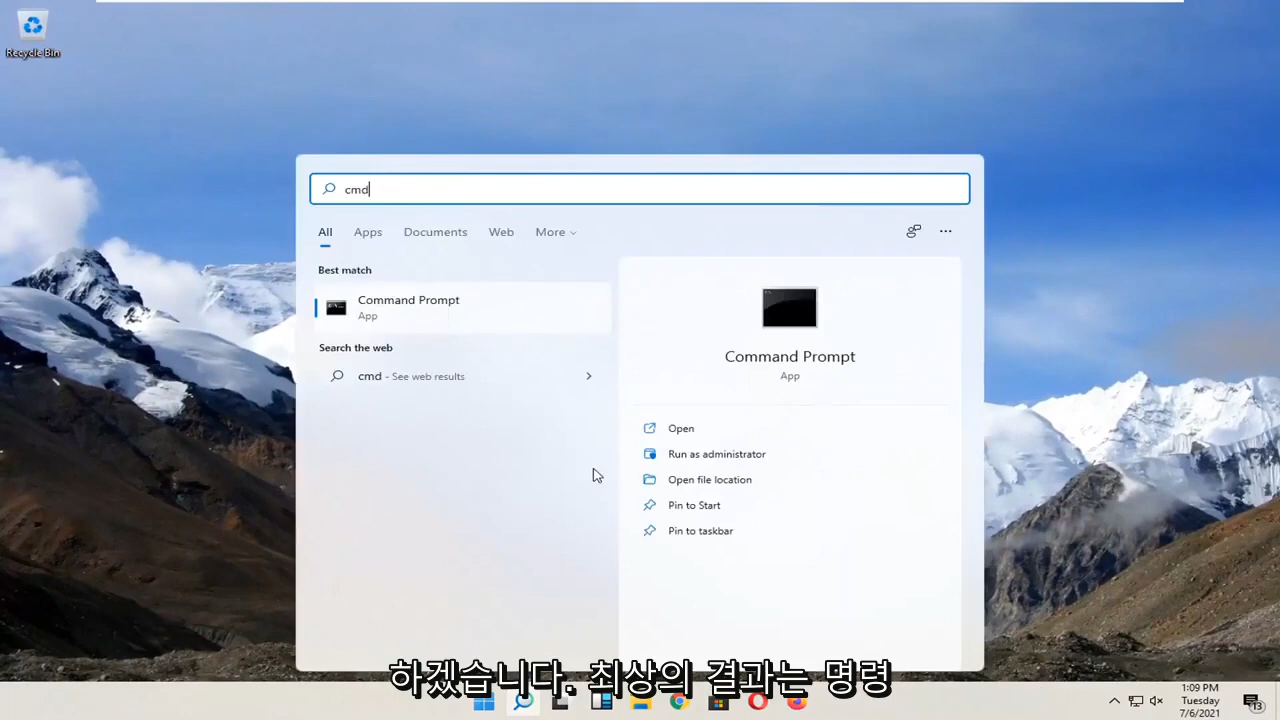 Recycle Bin
cmd
All Apps Documents Web More
Best match
Command Prompt
App
Search the web
cmd - See web results
Command Prompt
App
Open
Run as administrator
Open file location
Pin to Start
Pin to taskbar
하겠습니다. 최상의 결과는 명령
1:09 PM
Tuesday
7/6/2021
13